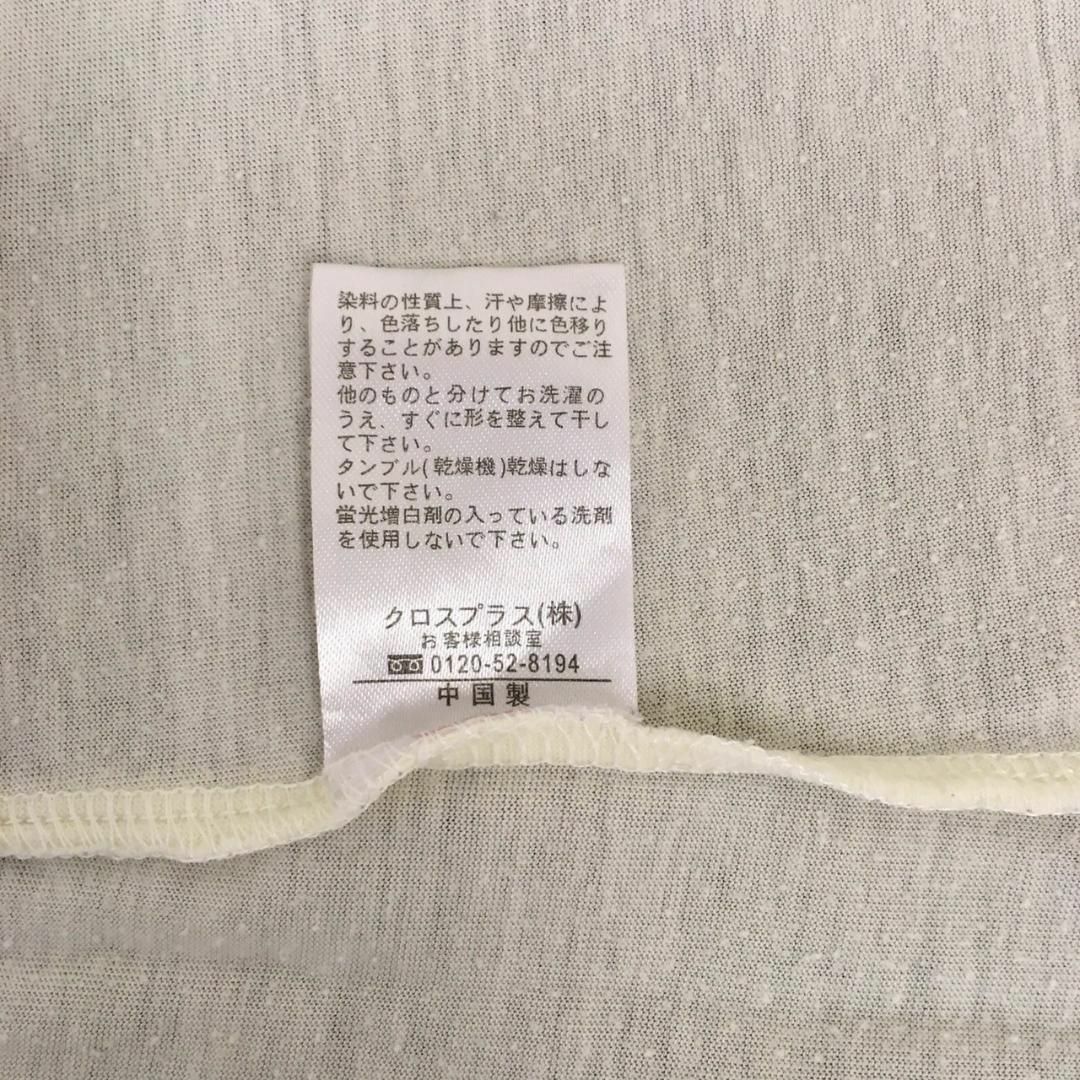 染料の性質上、汗や摩擦によ
り、色落ちしたり他に色移り
することがありますのでご注
意下さい。
他のものと分けてお洗濯の
うえ、すぐに形を整えて干し
て下さい。
タンブル(乾燥機)乾燥はしな
いで下さい。
蛍光増白剤の入っている洗剤
を使用しないで下さい。
クロスプラス(株)
お客様相談室
0120-52-8194
中国製